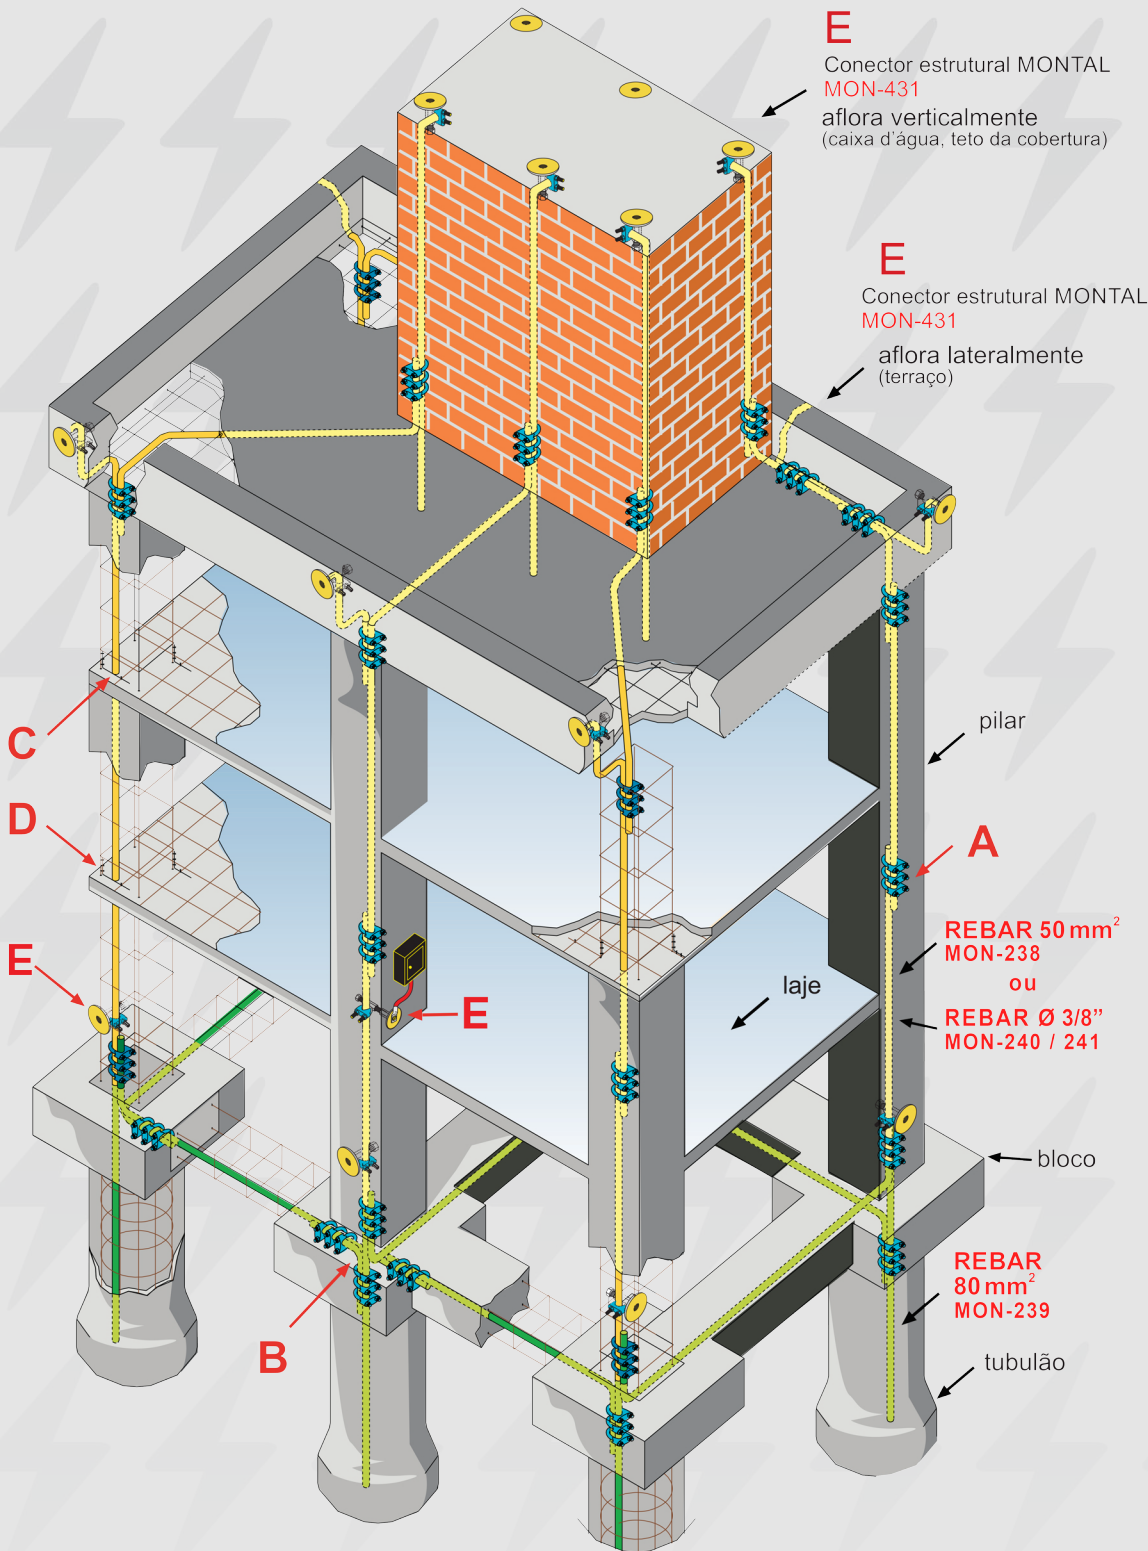 E
Conector estrutural MONTAL
MON-431
aflora verticalmente
(caixa d'água, teto da cobertura)
E
Conector estrutural MONTAL
MON-431
aflora lateralmente
(terraço)
C
pilar
D
A
REBAR 50 mm²
MON-238
ou
REBAR Ø 3/8”
MON-240 / 241
E
E
laje
bloco
REBAR
80 mm²
MON-239
B
tubulão